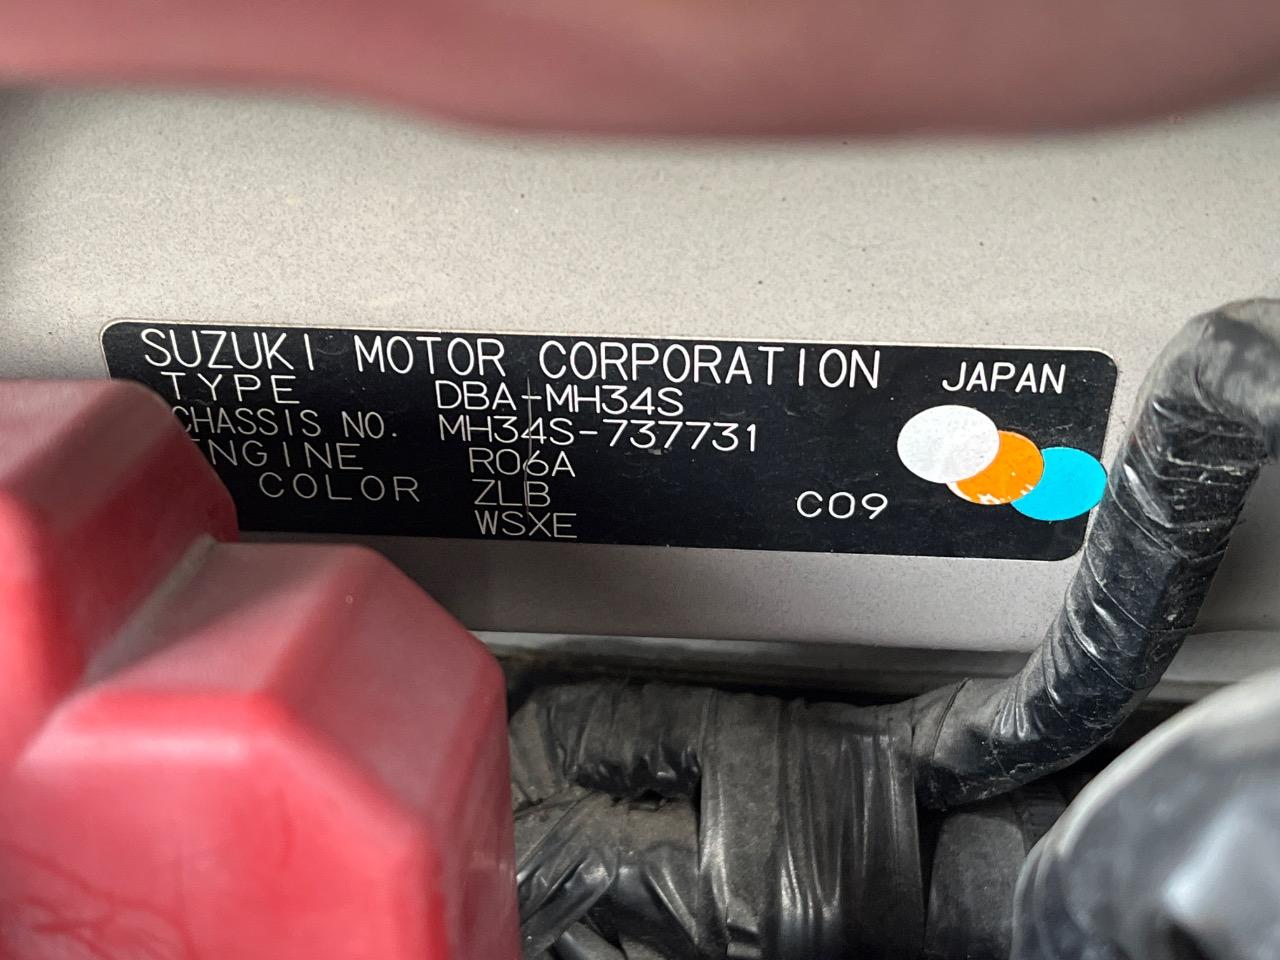 SUZUKI MOTOR CORPORATION JAPAN
TYPE DBA-MH34S
CHASSIS NO. MH34S-737731
ENGINE R06A
COLOR ZLB C09
WSXE